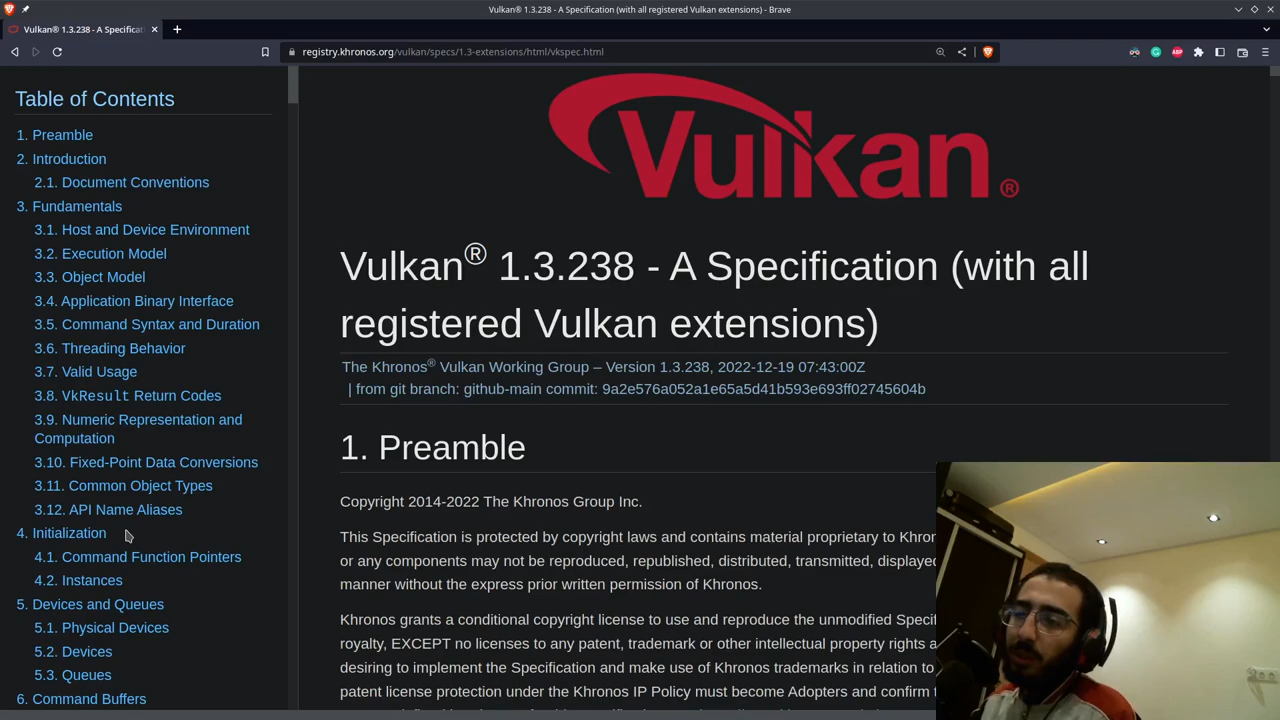 Vulkan® 1.3.238 - A Specification (with all registered Vulkan extensions) - Brave
Vulkan® 1.3.238 - A Specificat
registry.khronos.org/vulkan/specs/1.3-extensions/html/vkspec.html
ABP
Table of Contents
1. Preamble
2. Introduction
2.1. Document Conventions
3. Fundamentals
3.1. Host and Device Environment
3.2. Execution Model
3.3. Object Model
3.4. Application Binary Interface
3.5. Command Syntax and Duration
3.6. Threading Behavior
3.7. Valid Usage
3.8. VkResult Return Codes
3.9. Numeric Representation and
Computation
3.10. Fixed-Point Data Conversions
3.11. Common Object Types
3.12. API Name Aliases
4. Initialization
4.1. Command Function Pointers
4.2. Instances
5. Devices and Queues
5.1. Physical Devices
5.2. Devices
5.3. Queues
6. Command Buffers
Vulkan®
Vulkan® 1.3.238 - A Specification (with all
registered Vulkan extensions)
The Khronos® Vulkan Working Group – Version 1.3.238, 2022-12-19 07:43:00Z
| from git branch: github-main commit: 9a2e576a052a1e65a5d41b593e693ff02745604b
1. Preamble
Copyright 2014-2022 The Khronos Group Inc.
This Specification is protected by copyright laws and contains material proprietary to Khron
or any components may not be reproduced, republished, distributed, transmitted, displayed
manner without the express prior written permission of Khronos.
Khronos grants a conditional copyright license to use and reproduce the unmodified Specif
royalty, EXCEPT no licenses to any patent, trademark or other intellectual property rights a
desiring to implement the Specification and make use of Khronos trademarks in relation to
patent license protection under the Khronos IP Policy must become Adopters and confirm t